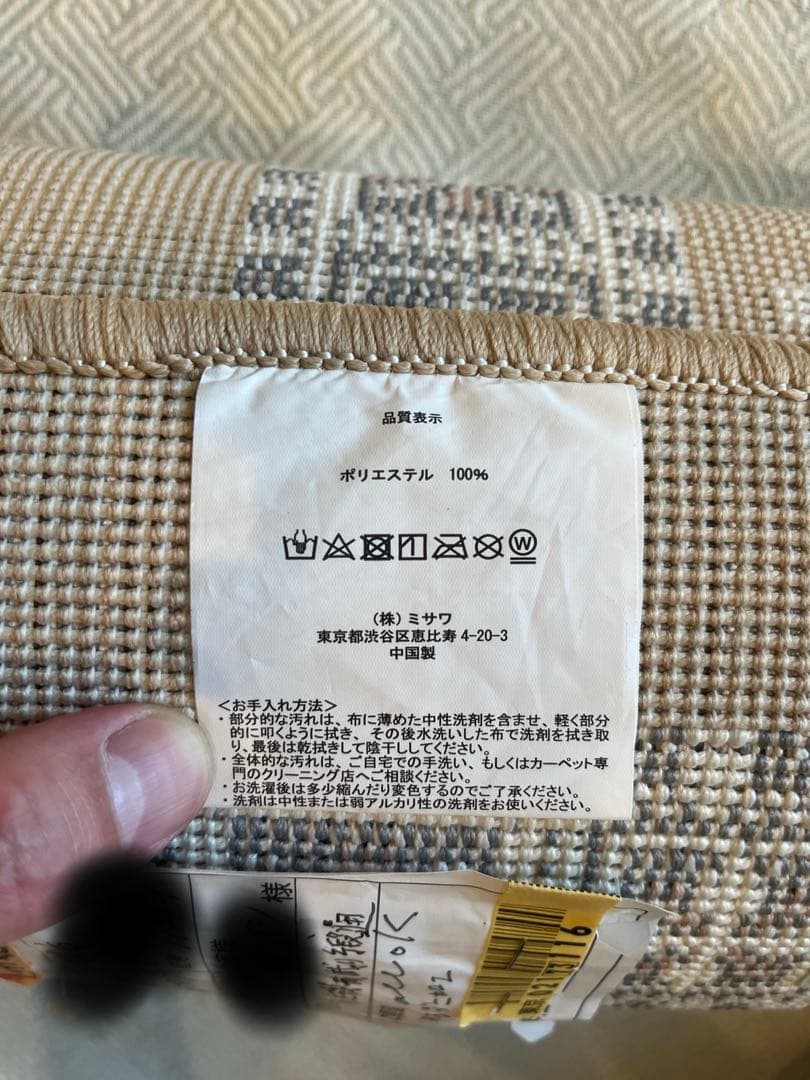 品質表示
ポリエステル 100%
W
(株)ミサワ
東京都渋谷区恵比寿4-20-3
中国製
<お手入れ方法>
・部分的な汚れは、布に薄めた中性洗剤を含ませ、軽く部分
的に叩くように拭き、その後水洗いした布で洗剤を拭き取
り、最後は乾拭きして陰干ししてください。
・全体的な汚れは、ご自宅での手洗い、もしくはカーペット専
門のクリーニング店へご相談ください。
・お洗濯後は多少縮んだり変色するのでご了承ください。
・洗剤は中性または弱アルカリ性の洗剤をお使いください。
様